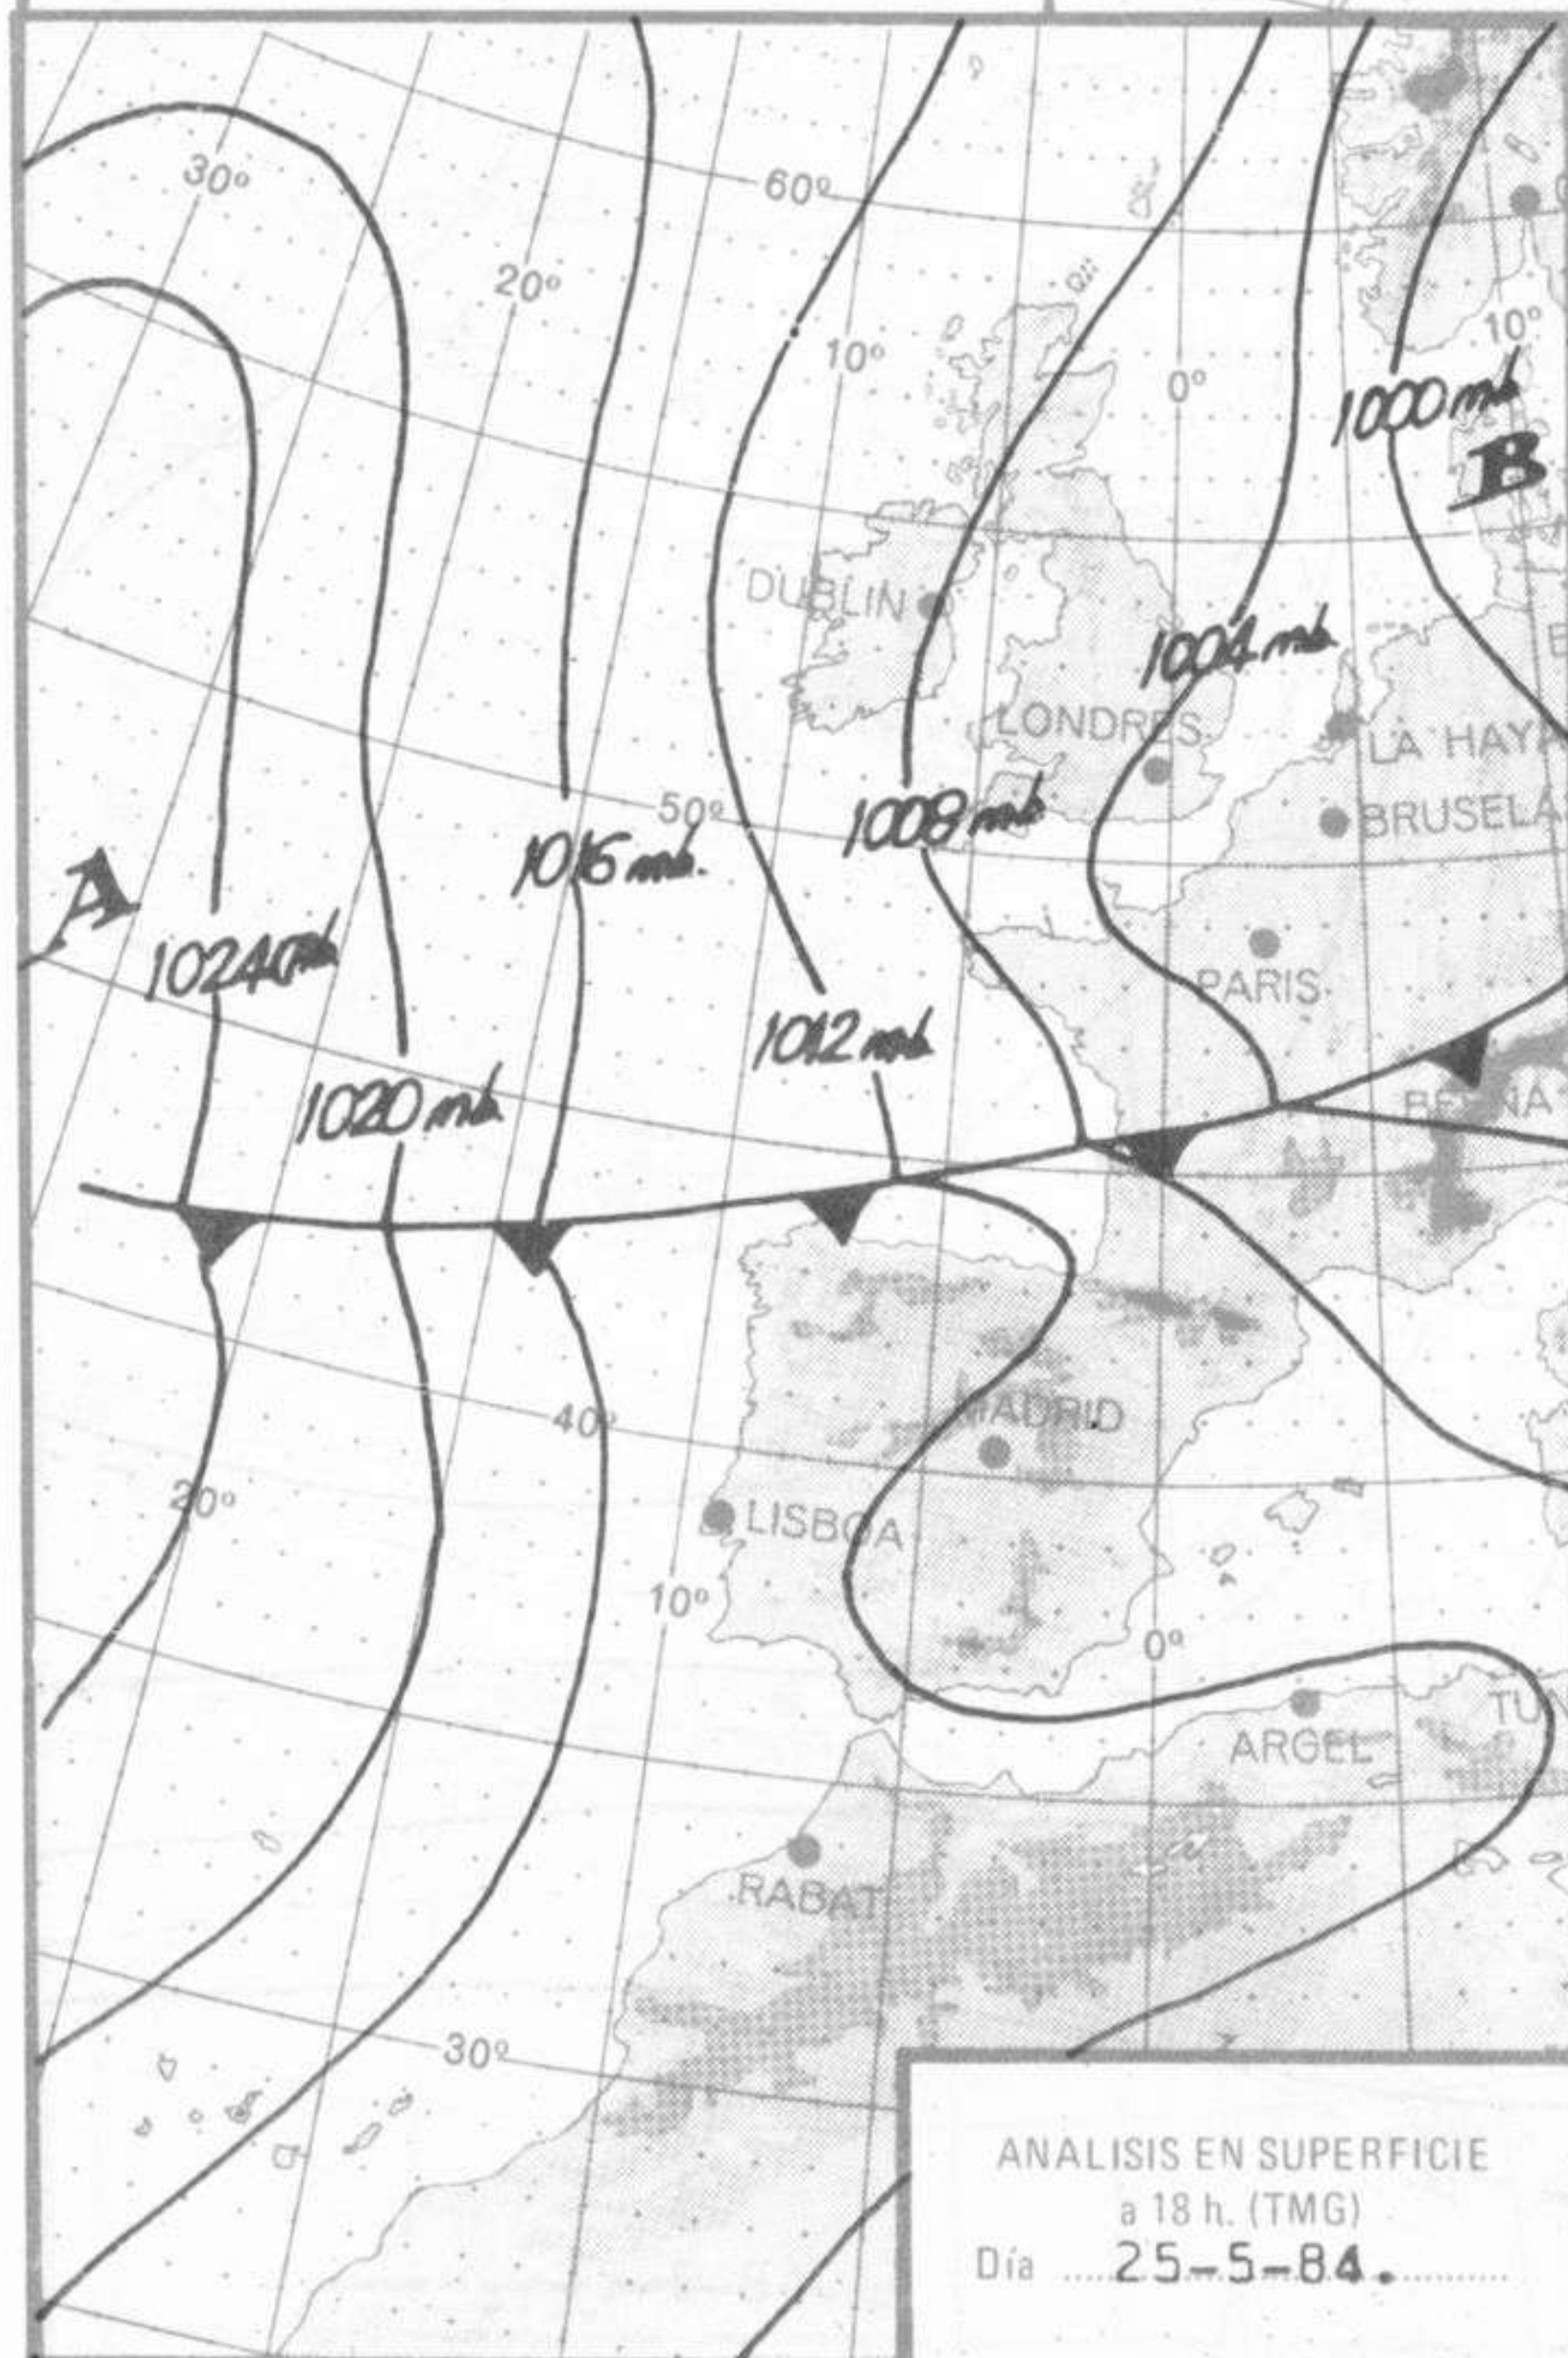 30º
60º
20º
10º
0º
10º
1000 mb
B
DUBLIN
1004 mb.
LONDRES
LA HAYA
50º
1008 mb
BRUSELA
1016 mb.
A
1024 mb
PARIS
1012 mb
1020 mb
BERNA
40º
MADRID
20º
LISBOA
10º
0º
TU
ARGEL
RABAT
30º
ANALISIS EN SUPERFICIE
a 18 h. (TMG)
Día 25-5-84.